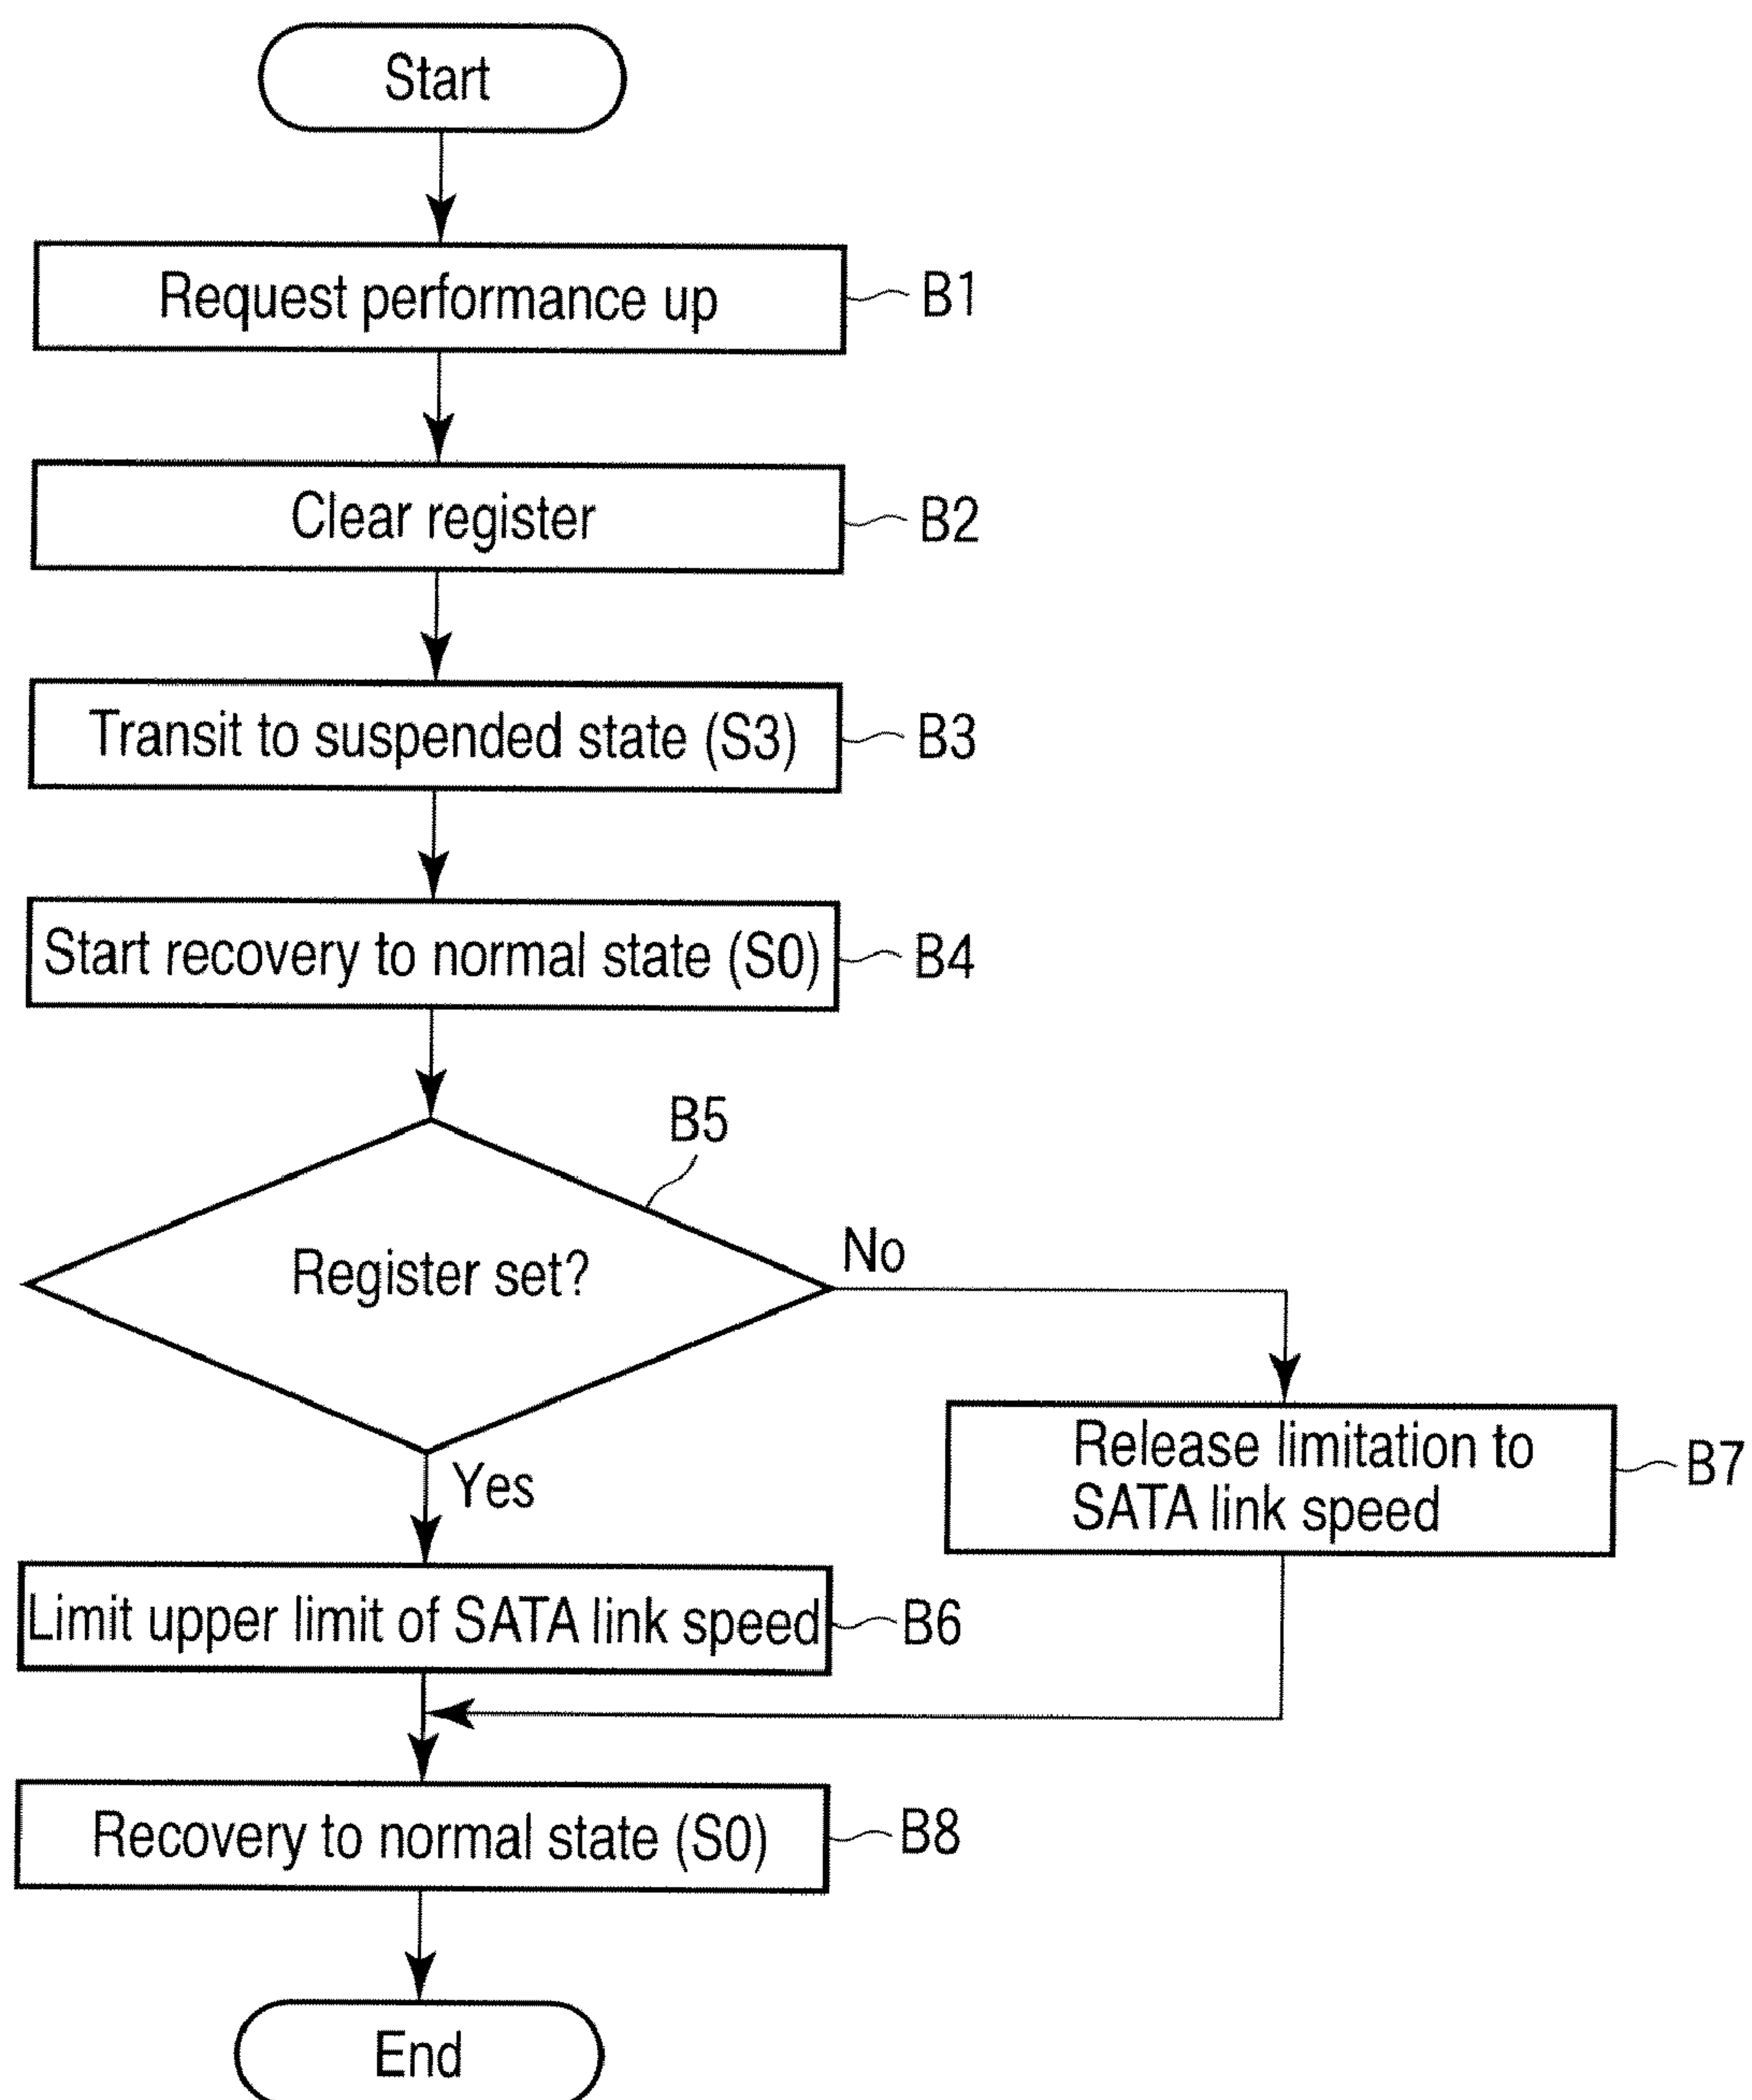 Start
Request performance up
B1
Clear register
B2
Transit to suspended state (S3)
B3
Start recovery to normal state (S0)
B4
B5
Register set?
No
Yes
Release limitation to
SATA link speed
B7
Limit upper limit of SATA link speed
B6
Recovery to normal state (S0)
B8
End